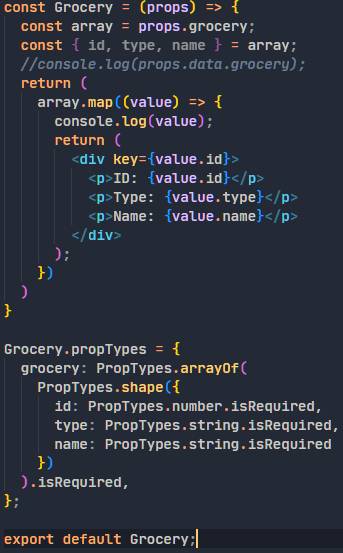 const Grocery = (props) => {
  const array = props.grocery;
  const { id, type, name } = array;
  //console.log(props.data.grocery);
  return (
    array.map((value) => {
      console.log(value);
      return (
        <div key={value.id}>
          <p>ID: {value.id}</p>
          <p>Type: {value.type}</p>
          <p>Name: {value.name}</p>
        </div>
      );
    })
  )
}

Grocery.propTypes = {
  grocery: PropTypes.arrayOf(
    PropTypes.shape({
      id: PropTypes.number.isRequired,
      type: PropTypes.string.isRequired,
      name: PropTypes.string.isRequired
    })
  ).isRequired,
};

export default Grocery;